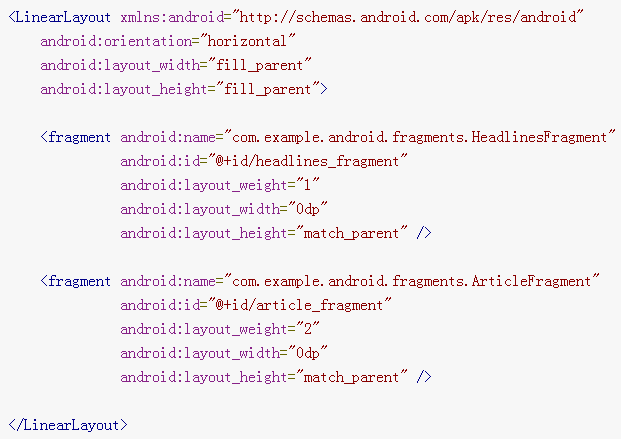 <LinearLayout xmlns:android="http://schemas.android.com/apk/res/android"
    android:orientation="horizontal"
    android:layout_width="fill_parent"
    android:layout_height="fill_parent">

    <fragment android:name="com.example.android.fragments.HeadlinesFragment"
              android:id="@+id/headlines_fragment"
              android:layout_weight="1"
              android:layout_width="0dp"
              android:layout_height="match_parent" />

    <fragment android:name="com.example.android.fragments.ArticleFragment"
              android:id="@+id/article_fragment"
              android:layout_weight="2"
              android:layout_width="0dp"
              android:layout_height="match_parent" />

</LinearLayout>